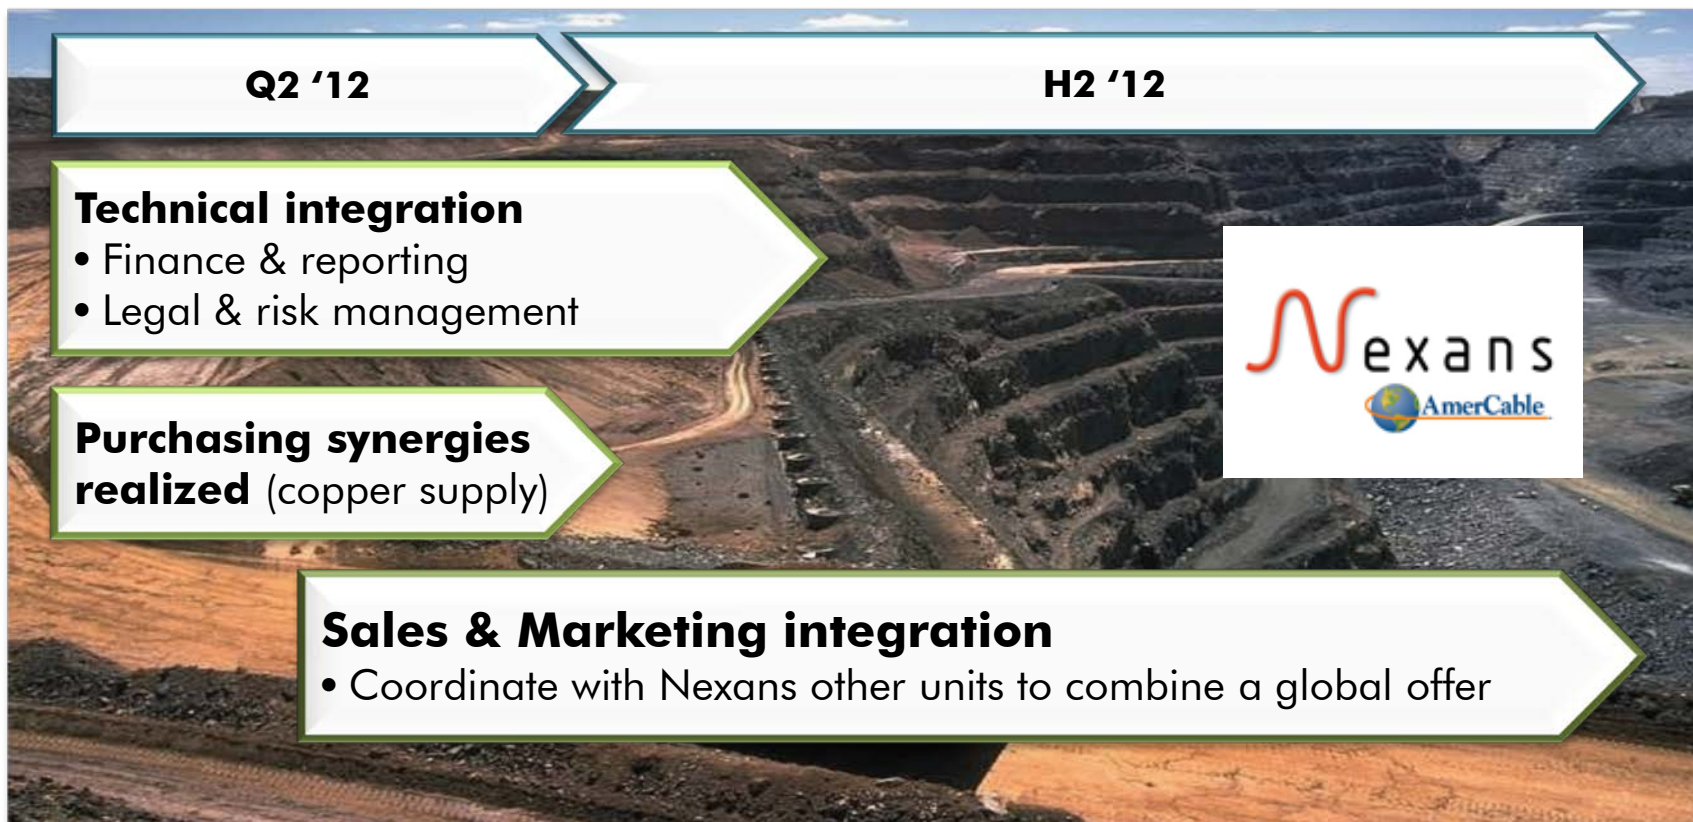 Q2 ‘12
H2 ‘12
Technical integration
• Finance & reporting
• Legal & risk management
Nexans
AmerCable
Purchasing synergies
realized (copper supply)
Sales & Marketing integration
• Coordinate with Nexans other units to combine a global offer